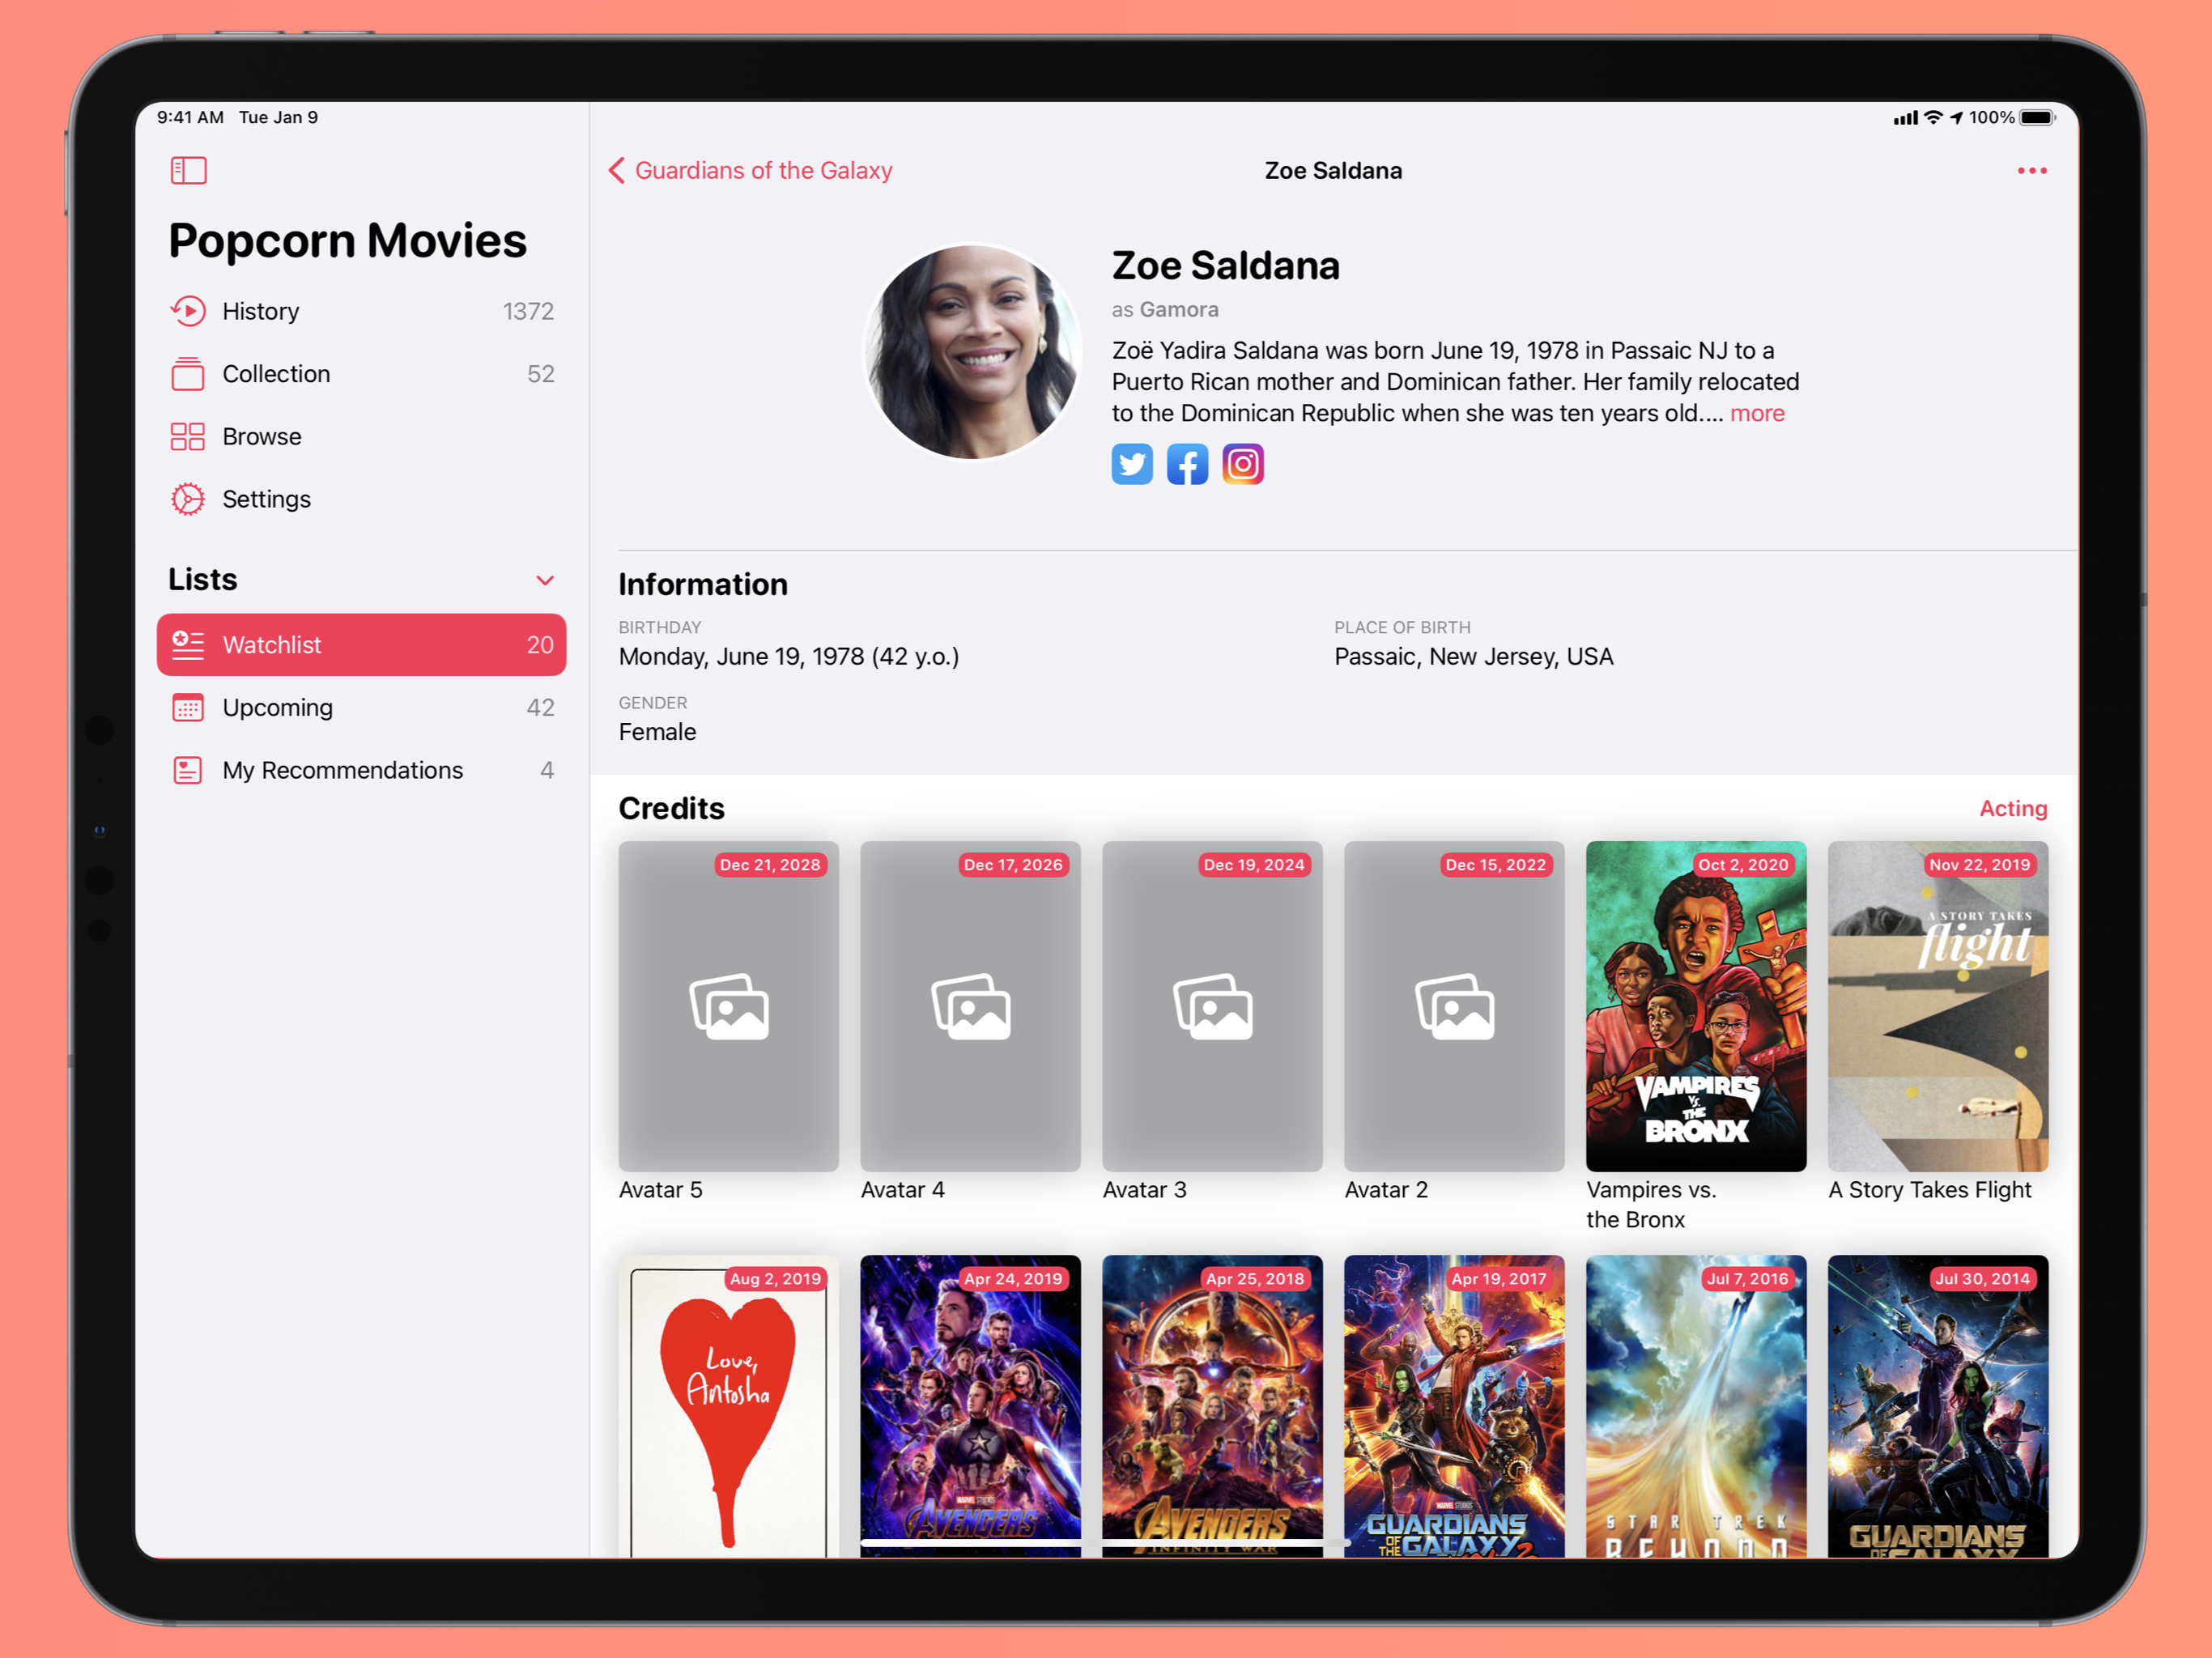 9:41 AM Tue Jan 9
100%
Popcorn Movies
History 1372
Collection 52
Browse
Settings
Lists
Watchlist 20
Upcoming 42
My Recommendations 4
Guardians of the Galaxy
Zoe Saldana
Zoe Saldana
as Gamora
Zoë Yadira Saldana was born June 19, 1978 in Passaic NJ to a
Puerto Rican mother and Dominican father. Her family relocated
to the Dominican Republic when she was ten years old.... more
Information
BIRTHDAY
Monday, June 19, 1978 (42 y.o.)
PLACE OF BIRTH
Passaic, New Jersey, USA
GENDER
Female
Credits
Acting
Dec 21, 2028
Avatar 5
Dec 17, 2026
Avatar 4
Dec 19, 2024
Avatar 3
Dec 15, 2022
Avatar 2
Oct 2, 2020
VAMPIRES
VS.
THE
BRONX
Vampires vs.
the Bronx
Nov 22, 2019
A STORY TAKES
flight
A Story Takes Flight
Aug 2, 2019
Love,
Antosha
Apr 24, 2019
MARVEL STUDIOS
AVENGERS
Apr 25, 2018
AVENGERS
INFINITY WAR
Apr 19, 2017
MARVEL STUDIOS
GUARDIANS
OF THE GALAXY
Jul 7, 2016
STAR TREK
BEYOND
Jul 30, 2014
GUARDIANS
OF THE GALAXY